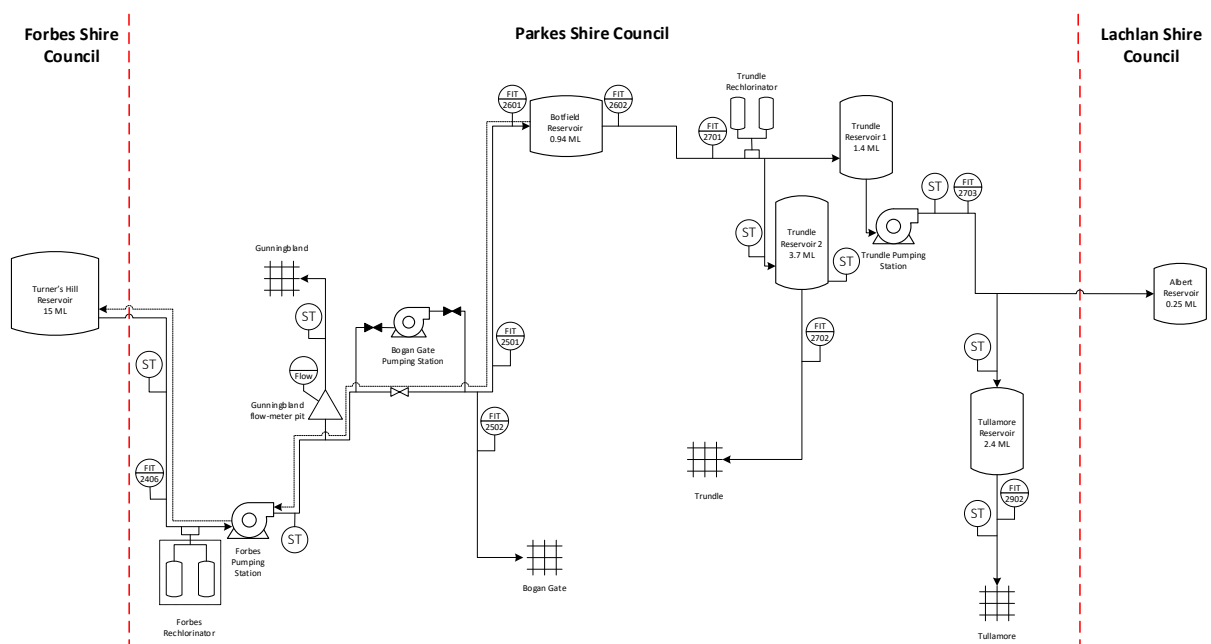 Forbes Shire
Council
Parkes Shire Council
Lachlan Shire
Council
Trundle
Rechlorinator
FIT
2601
FIT
2602
Botfield
Reservoir
0.94 ML
FIT
2701
Trundle
Reservoir 1
1.4 ML
ST
FIT
2703
Gunningbland
ST
Trundle
Reservoir 2
3.7 ML
ST
Trundle Pumping
Station
Turner's Hill
Reservoir
15 ML
Albert
Reservoir
0.25 ML
ST
Bogan Gate
Pumping Station
FIT
2501
FIT
2702
ST
ST
Flow
Gunningbland
flow-meter pit
FIT
2502
Tullamore
Reservoir
2.4 ML
FIT
2406
Trundle
ST
FIT
2902
ST
Forbes
Pumping
Station
Bogan Gate
Forbes
Rechlorinator
Tullamore